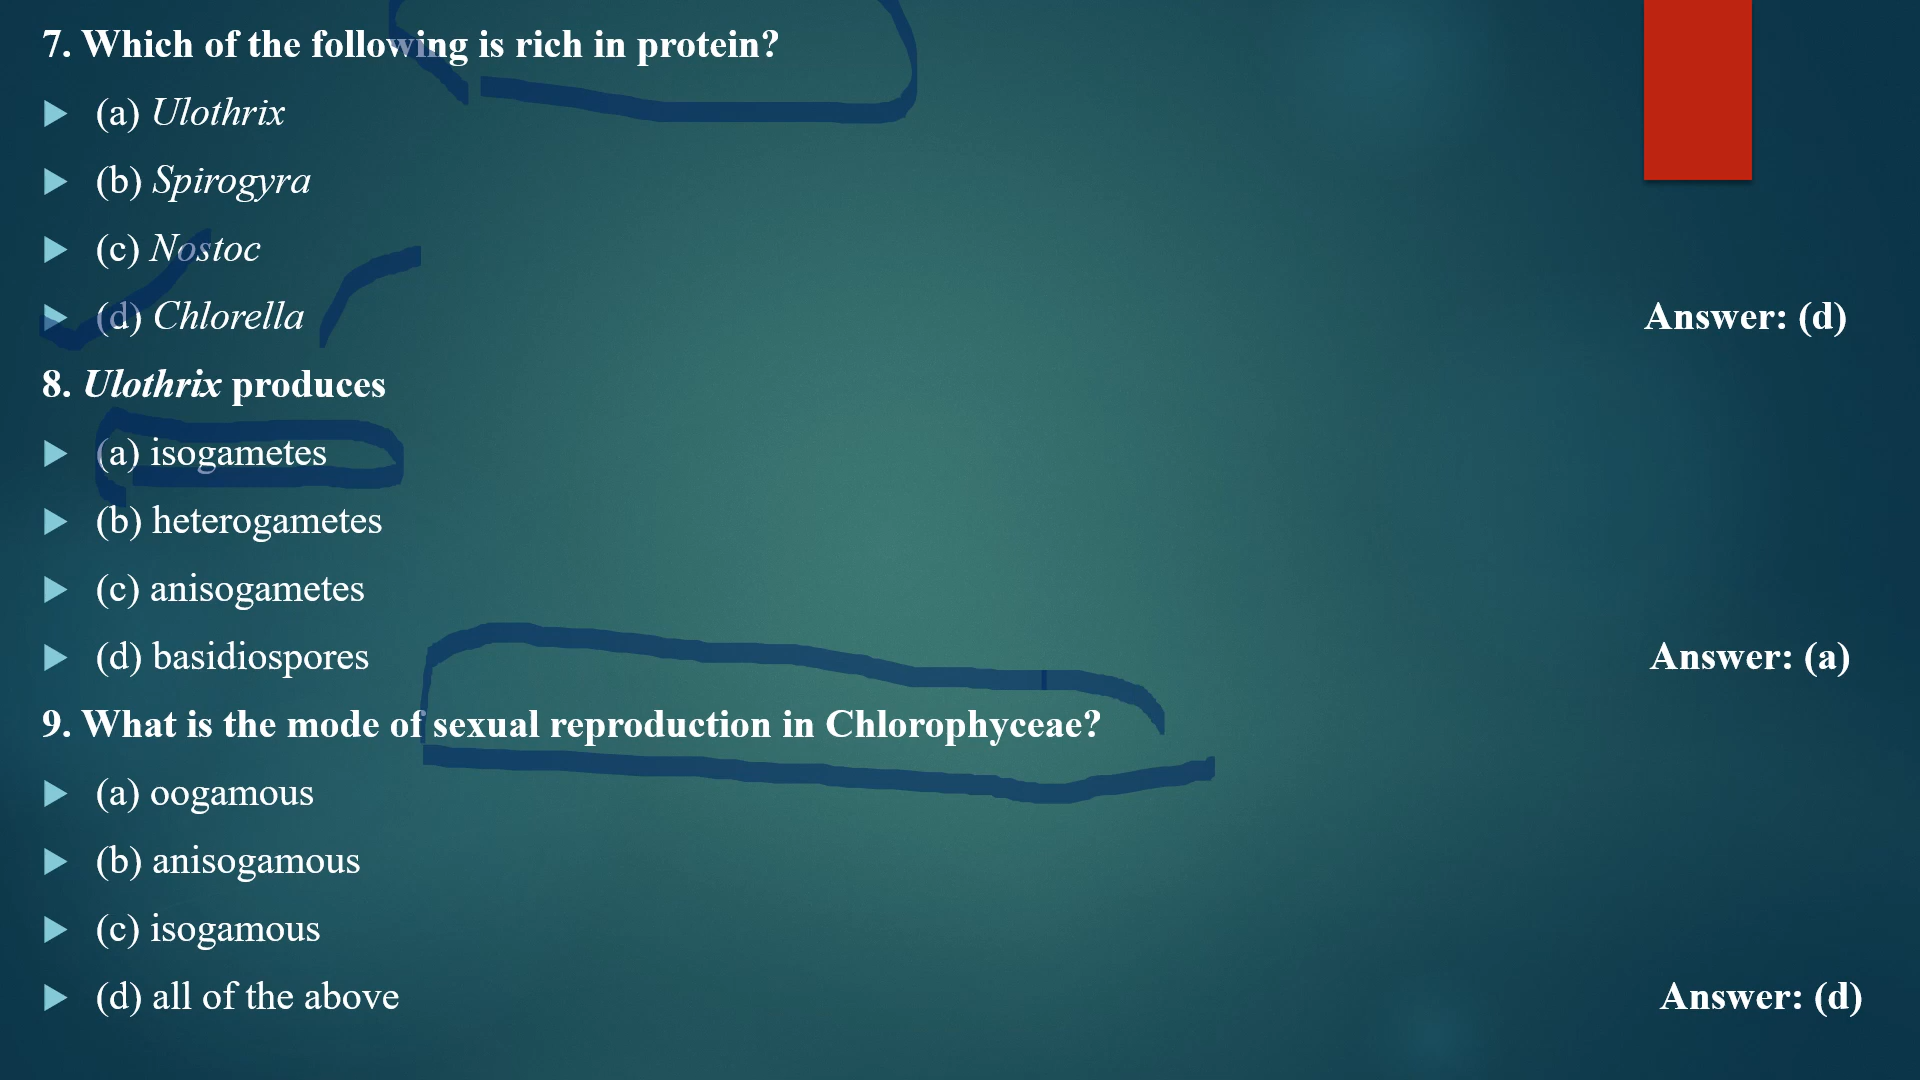 7. Which of the following is rich in protein?
(a) Ulothrix
(b) Spirogyra
(c) Nostoc
(d) Chlorella Answer: (d)
8. Ulothrix produces
(a) isogametes
(b) heterogametes
(c) anisogametes
(d) basidiospores Answer: (a)
9. What is the mode of sexual reproduction in Chlorophyceae?
(a) oogamous
(b) anisogamous
(c) isogamous
(d) all of the above Answer: (d)